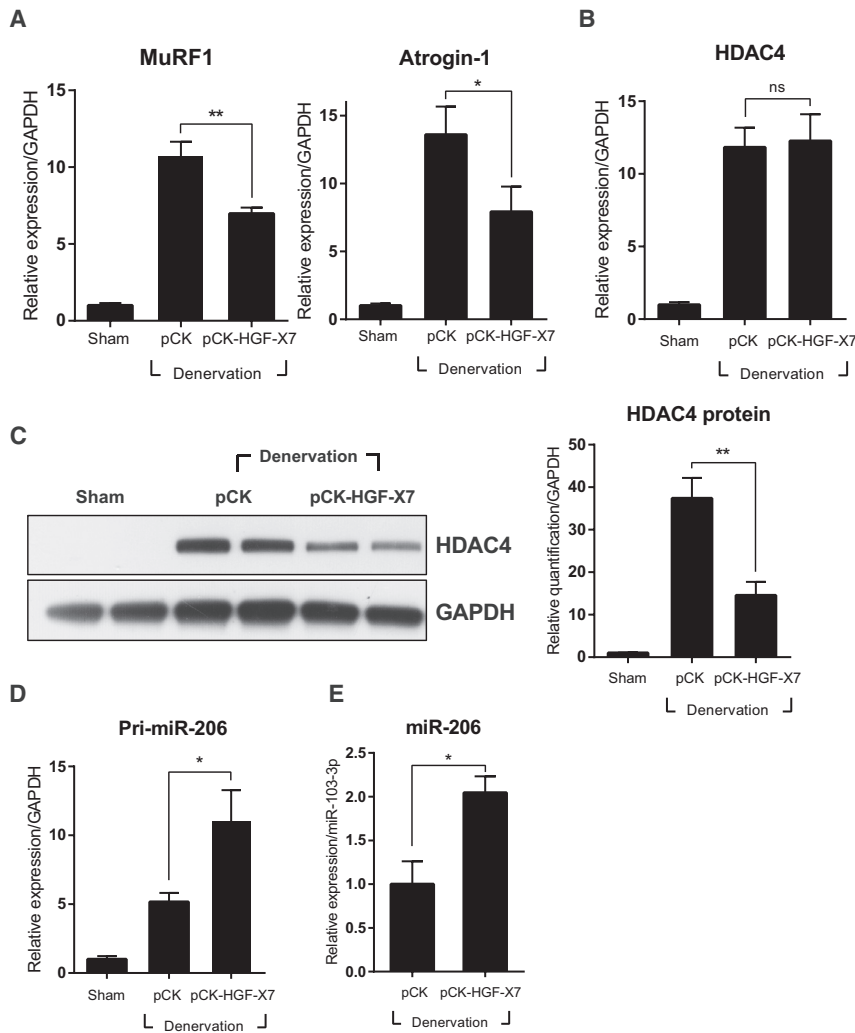 A
MuRF1
Relative expression/GAPDH
15
10
5
0
**
Sham
pCK
pCK-HGF-X7
Denervation
Atrogin-1
Relative expression/GAPDH
15
10
5
0
*
Sham
pCK
pCK-HGF-X7
Denervation
B
HDAC4
Relative expression/GAPDH
15
10
5
0
ns
Sham
pCK
pCK-HGF-X7
Denervation
C
Denervation
Sham
pCK
pCK-HGF-X7
HDAC4
GAPDH
HDAC4 protein
Relative quantification/GAPDH
50
40
30
20
10
0
**
Sham
pCK
pCK-HGF-X7
Denervation
D
Pri-miR-206
Relative expression/GAPDH
15
10
5
0
*
Sham
pCK
pCK-HGF-X7
Denervation
E
miR-206
Relative expression/miR-103-3p
2.5
2.0
1.5
1.0
0.5
0.0
*
pCK
pCK-HGF-X7
Denervation